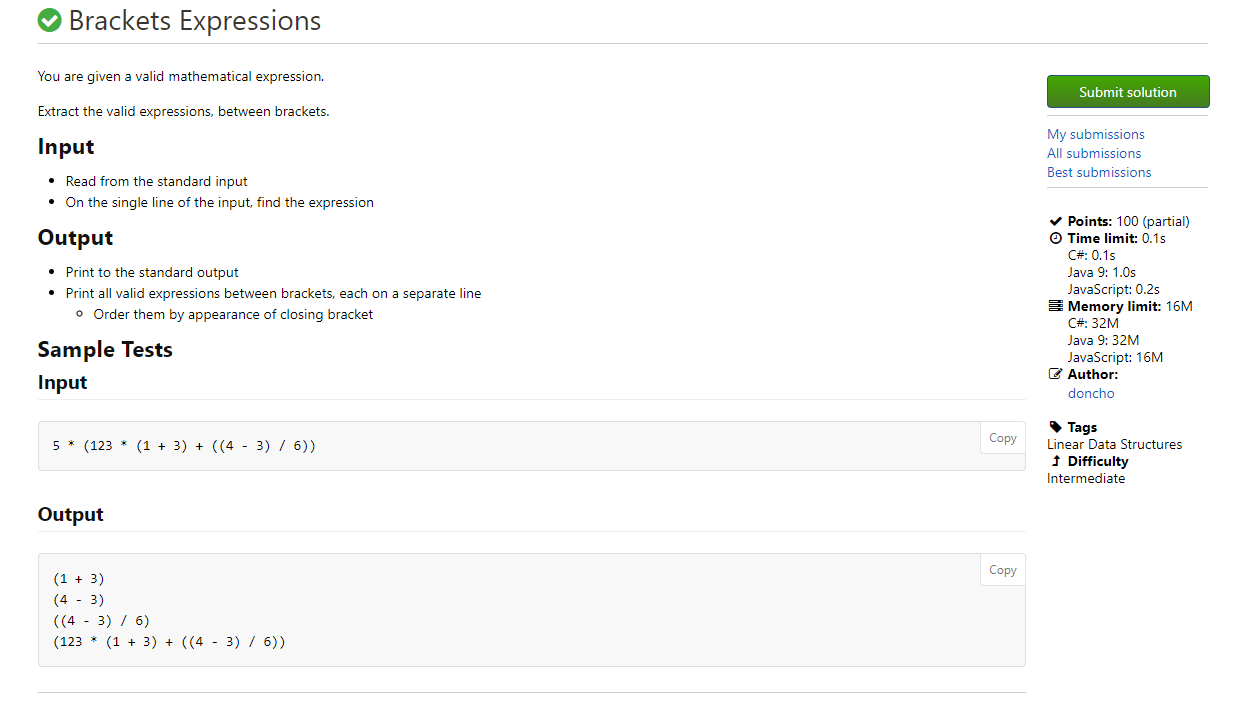 Brackets Expressions
You are given a valid mathematical expression.
Extract the valid expressions, between brackets.
Input
Read from the standard input
On the single line of the input, find the expression
Output
Print to the standard output
Print all valid expressions between brackets, each on a separate line
Order them by appearance of closing bracket
Sample Tests
Input
5 * (123 * (1 + 3) + ((4 - 3) / 6))
Copy
Output
(1 + 3)
(4 - 3)
((4 - 3) / 6)
(123 * (1 + 3) + ((4 - 3) / 6))
Copy
Submit solution
My submissions
All submissions
Best submissions
Points: 100 (partial)
Time limit: 0.1s
C#: 0.1s
Java 9: 1.0s
JavaScript: 0.2s
Memory limit: 16M
C#: 32M
Java 9: 32M
JavaScript: 16M
Author:
doncho
Tags
Linear Data Structures
Difficulty
Intermediate